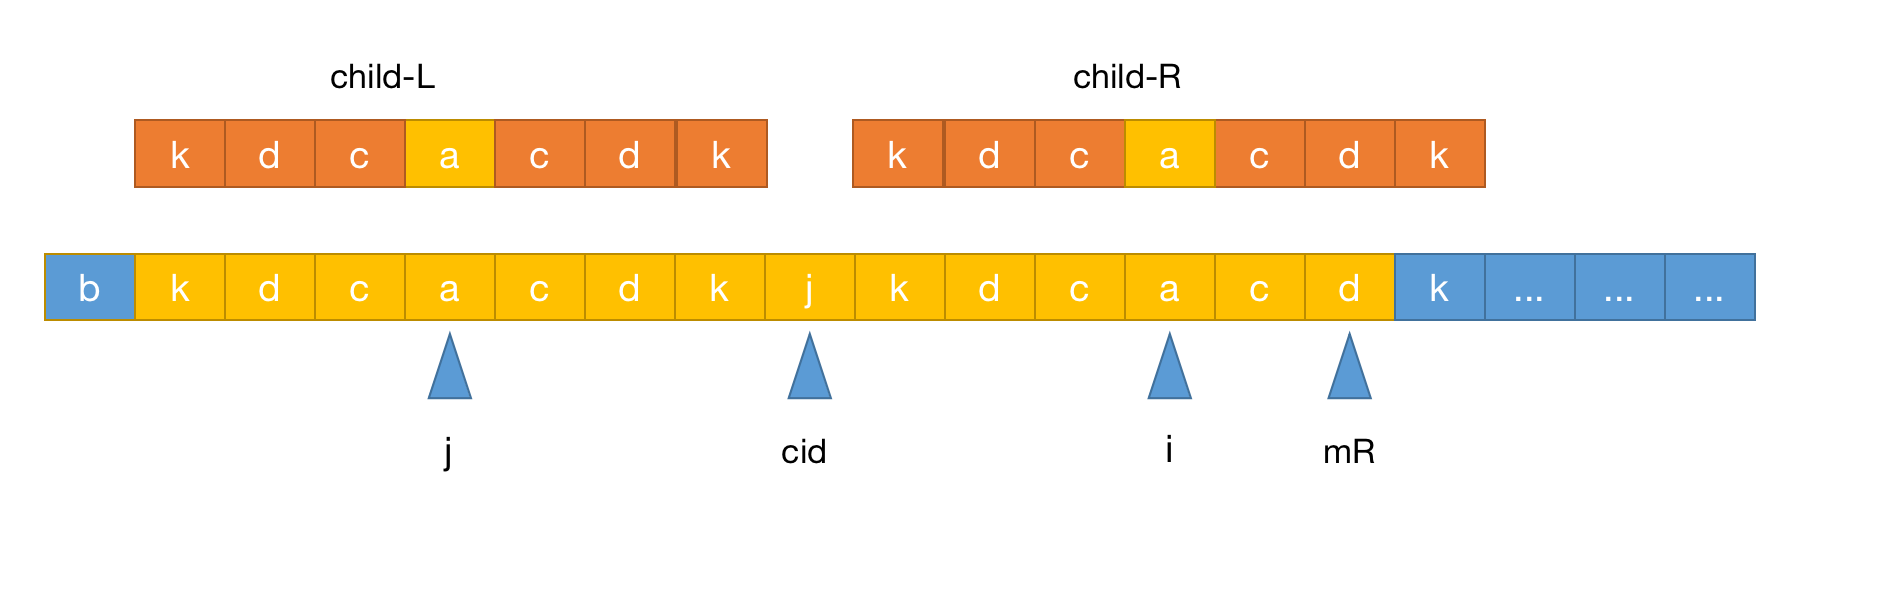 child-L child-R
k d c a c d k k d c a c d k
b k d c a c d k j k d c a c d k ... ... ...
j cid i mR